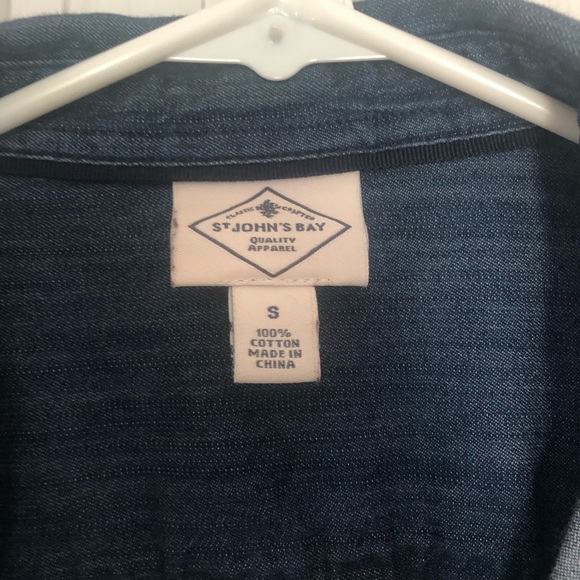 CLASSIC CRAFTED
ST JOHN'S BAY
QUALITY
APPAREL
S
100%
COTTON
MADE IN
CHINA